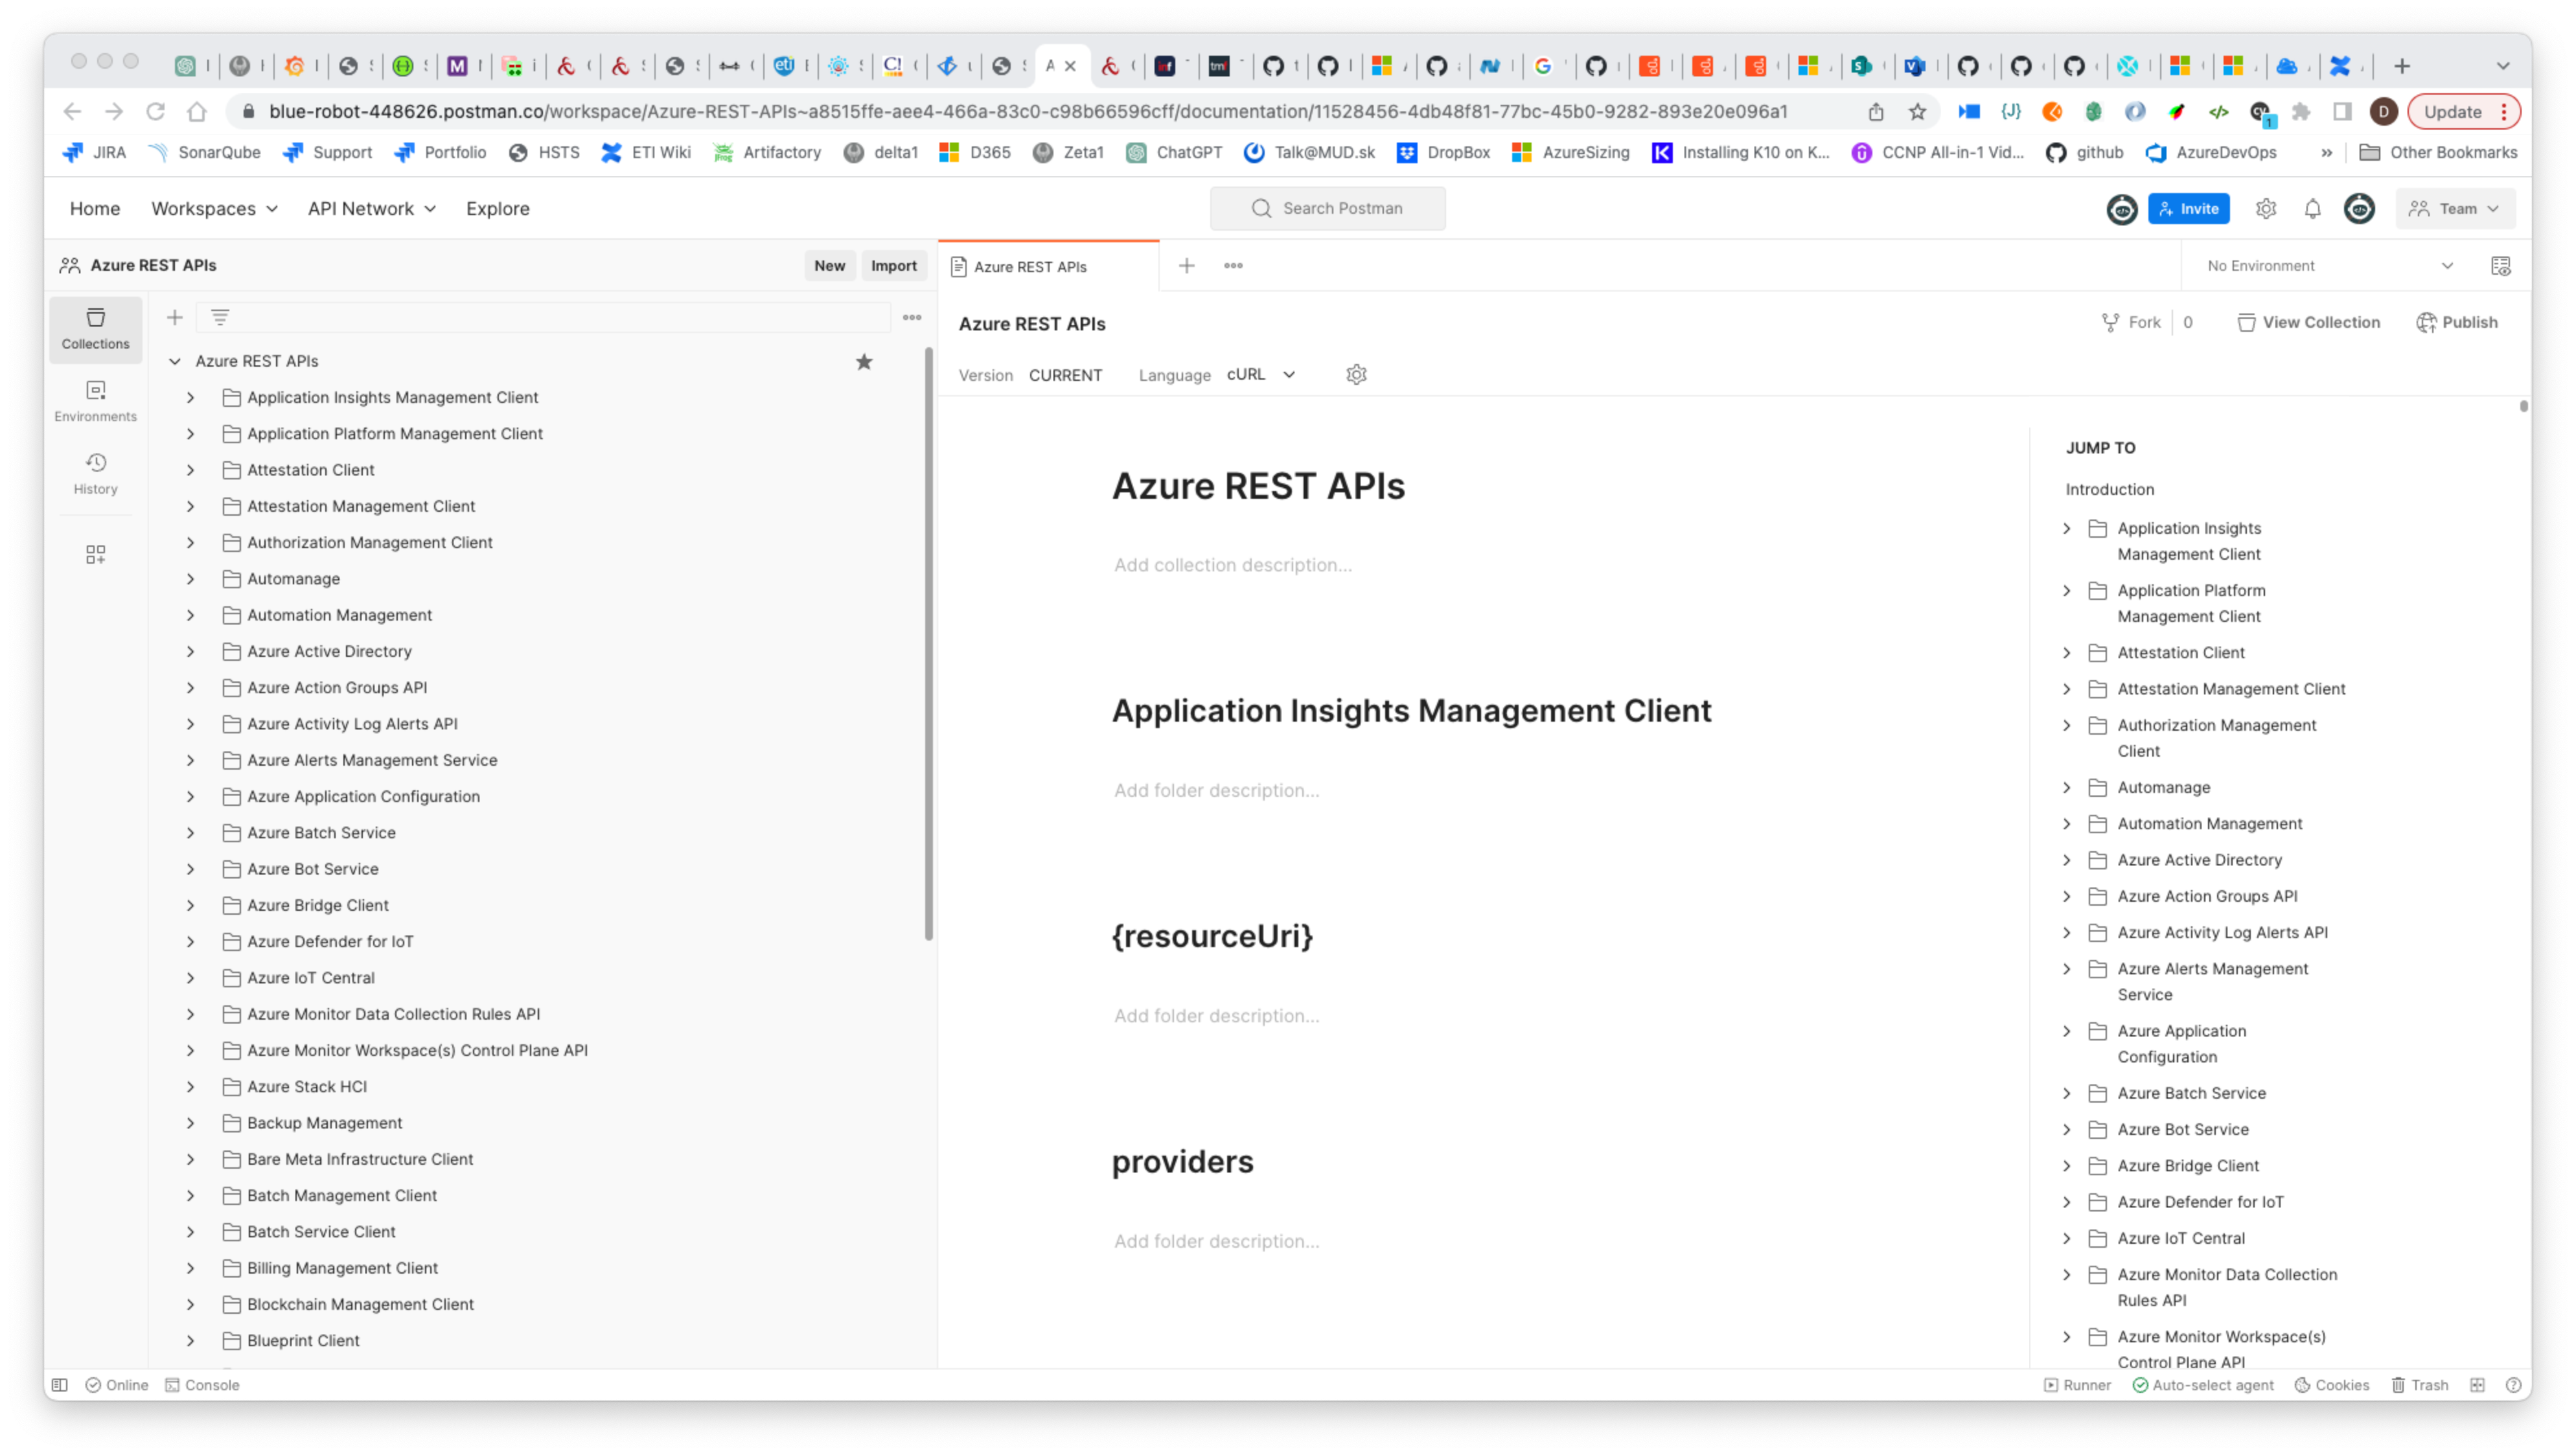 blue-robot-448626.postman.co/workspace/Azure-REST-APIs~a8515ffe-aee4-466a-83c0-c98b66596cff/documentation/11528456-4db48f81-77bc-45b0-9282-893e20e096a1
D
Update
JIRA
SonarQube
Support
Portfolio
HSTS
ETI Wiki
Artifactory
delta1
D365
Zeta1
ChatGPT
Talk@MUD.sk
DropBox
AzureSizing
Installing K10 on K...
CCNP All-in-1 Vid...
github
AzureDevOps
»
Other Bookmarks
Home
Workspaces
API Network
Explore
Search Postman
Invite
Team
Azure REST APIs
New
Import
Azure REST APIs
No Environment
Collections
Environments
History
Azure REST APIs
Application Insights Management Client
Application Platform Management Client
Attestation Client
Attestation Management Client
Authorization Management Client
Automanage
Automation Management
Azure Active Directory
Azure Action Groups API
Azure Activity Log Alerts API
Azure Alerts Management Service
Azure Application Configuration
Azure Batch Service
Azure Bot Service
Azure Bridge Client
Azure Defender for IoT
Azure IoT Central
Azure Monitor Data Collection Rules API
Azure Monitor Workspace(s) Control Plane API
Azure Stack HCI
Backup Management
Bare Meta Infrastructure Client
Batch Management Client
Batch Service Client
Billing Management Client
Blockchain Management Client
Blueprint Client
Azure REST APIs
Fork 0
View Collection
Publish
Version CURRENT
Language cURL
Azure REST APIs
Add collection description...
Application Insights Management Client
Add folder description...
{resourceUri}
Add folder description...
providers
Add folder description...
JUMP TO
Introduction
Application Insights
Management Client
Application Platform
Management Client
Attestation Client
Attestation Management Client
Authorization Management
Client
Automanage
Automation Management
Azure Active Directory
Azure Action Groups API
Azure Activity Log Alerts API
Azure Alerts Management
Service
Azure Application
Configuration
Azure Batch Service
Azure Bot Service
Azure Bridge Client
Azure Defender for IoT
Azure IoT Central
Azure Monitor Data Collection
Rules API
Azure Monitor Workspace(s)
Control Plane API
Online
Console
Runner
Auto-select agent
Cookies
Trash